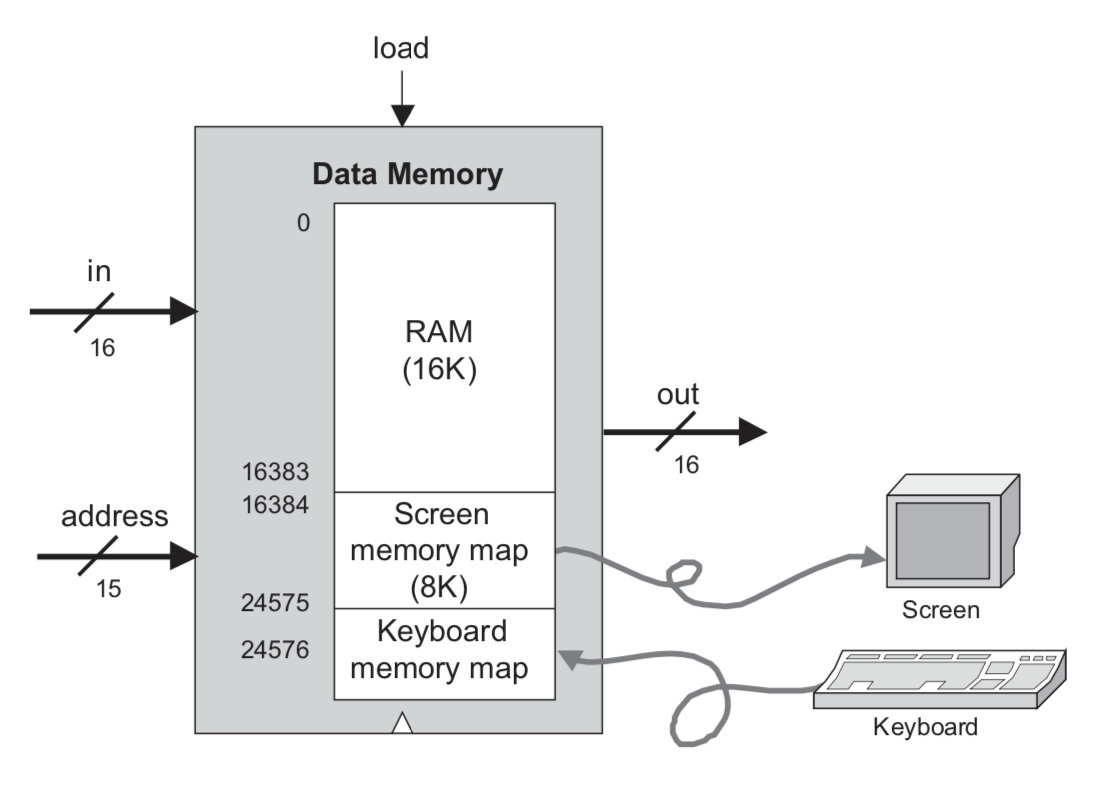 load
Data Memory
0
in
16
RAM
(16K)
out
16
16383
16384
address
15
Screen
memory map
(8K)
24575
24576
Keyboard
memory map
Screen
Keyboard